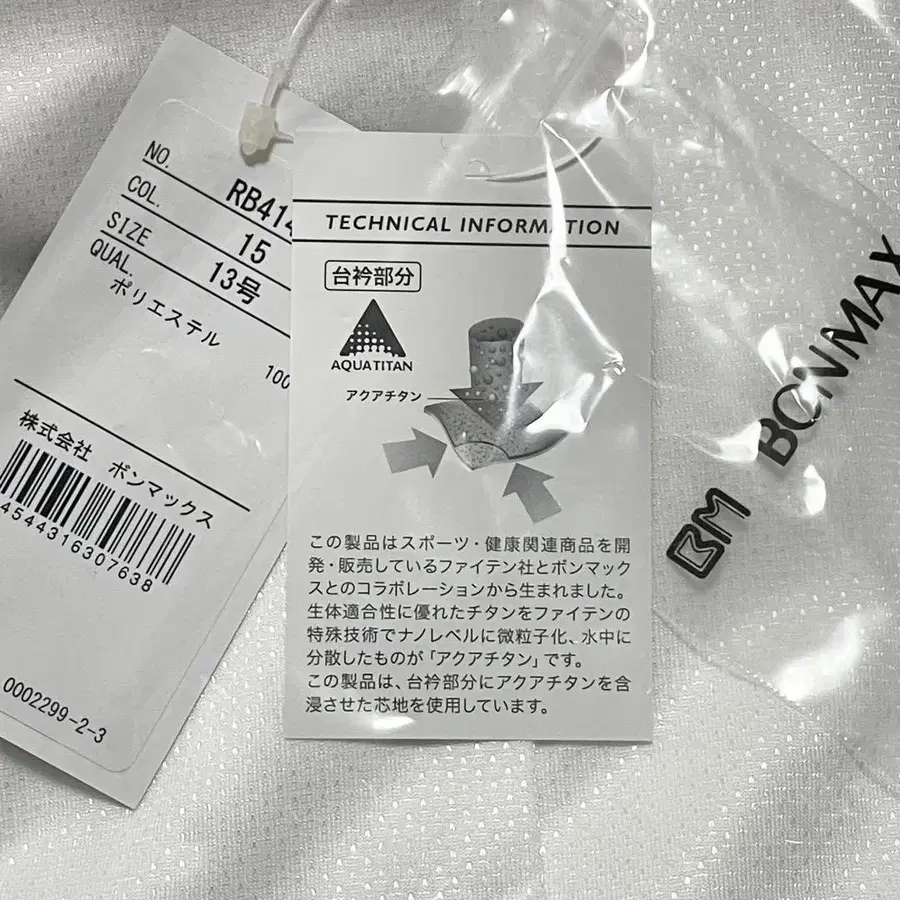 NO. RB414
COL. 15
SIZE 13号
QUAL.
ポリエステル 100
株式会社 ボンマックス
4544316307638
0002299-2-3
TECHNICAL INFORMATION
台衿部分
AQUATITAN
アクアチタン
この製品はスポーツ・健康関連商品を開
発・販売しているファイテン社とボンマック
スとのコラボレーションから生まれました。
生体適合性に優れたチタンをファイテンの
特殊技術でナノレベルに微粒子化、水中に
分散したものが「アクアチタン」です。
この製品は、台衿部分にアクアチタンを含
浸させた芯地を使用しています。
BM BONMAX